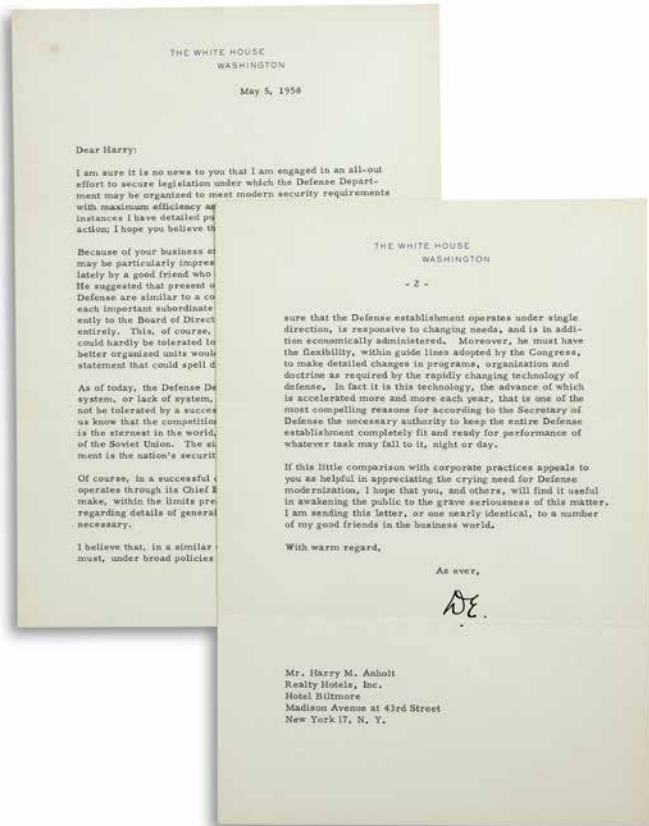 THE WHITE HOUSE
WASHINGTON
May 5, 1958
Dear Harry:
I am sure it is no news to you that I am engaged in an all-out
effort to secure legislation under which the Defense Depart-
ment may be organized to meet modern security requirements
with maximum efficiency
instances I have detailed
action; I hope you believe
Because of your business
may be particularly
lately by a good friend who
He suggested that present
Defense are similar to a
each important subordinate
ently to the Board of
entirely. This, of course,
could hardly be tolerated
better organized units
statement that could spell
As of today, the Defense
system, or lack of system,
not be tolerated by a
us know that the
is the sternest in the world,
of the Soviet Union. The
ment is the nation's
Of course, in a successful
operates through its Chief
make, within the limits
regarding details of general
necessary.
I believe that, in a similar
must, under broad policies
THE WHITE HOUSE
WASHINGTON
- 2 -
sure that the Defense establishment operates under single
direction, is responsive to changing needs, and is in addi-
tion economically administered. Moreover, he must have
the flexibility, within guide lines adopted by the Congress,
to make detailed changes in programs, organization and
doctrine as required by the rapidly changing technology of
defense. In fact it is this technology, the advance of which
is accelerated more and more each year, that is one of the
most compelling reasons for according to the Secretary of
Defense the necessary authority to keep the entire Defense
establishment completely fit and ready for performance of
whatever task may fall to it, night or day.
If this little comparison with corporate practices appeals to
you as helpful in appreciating the crying need for Defense
modernization, I hope that you, and others, will find it useful
in awakening the public to the grave seriousness of this matter.
I am sending this letter, or one nearly identical, to a number
of my good friends in the business world.
With warm regard,
As ever,
D.E.
Mr. Harry M. Anholt
Realty Hotels, Inc.
Hotel Biltmore
Madison Avenue at 43rd Street
New York 17, N. Y.